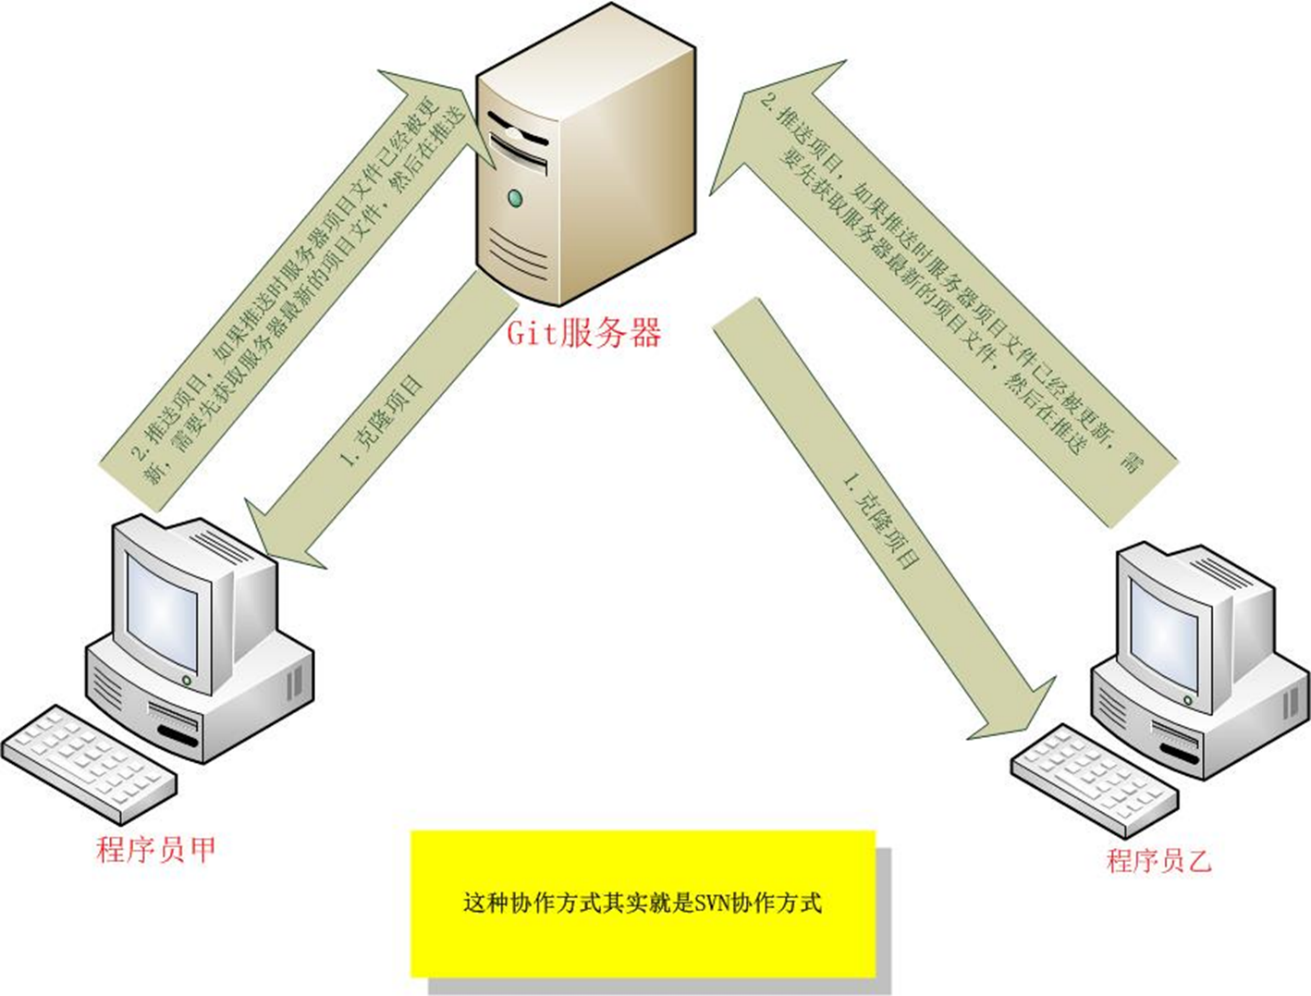 2. 推送项目，如果推送时服务器项目文件已经被更
新，需要先获取服务器最新的项目文件，然后在推送
2. 推送项目，如果推送时服务器项目文件已经被更新，需
要先获取服务器最新的项目文件，然后在推送
Git服务器
1. 克隆项目
1. 克隆项目
程序员甲
程序员乙
这种协作方式其实就是SVN协作方式